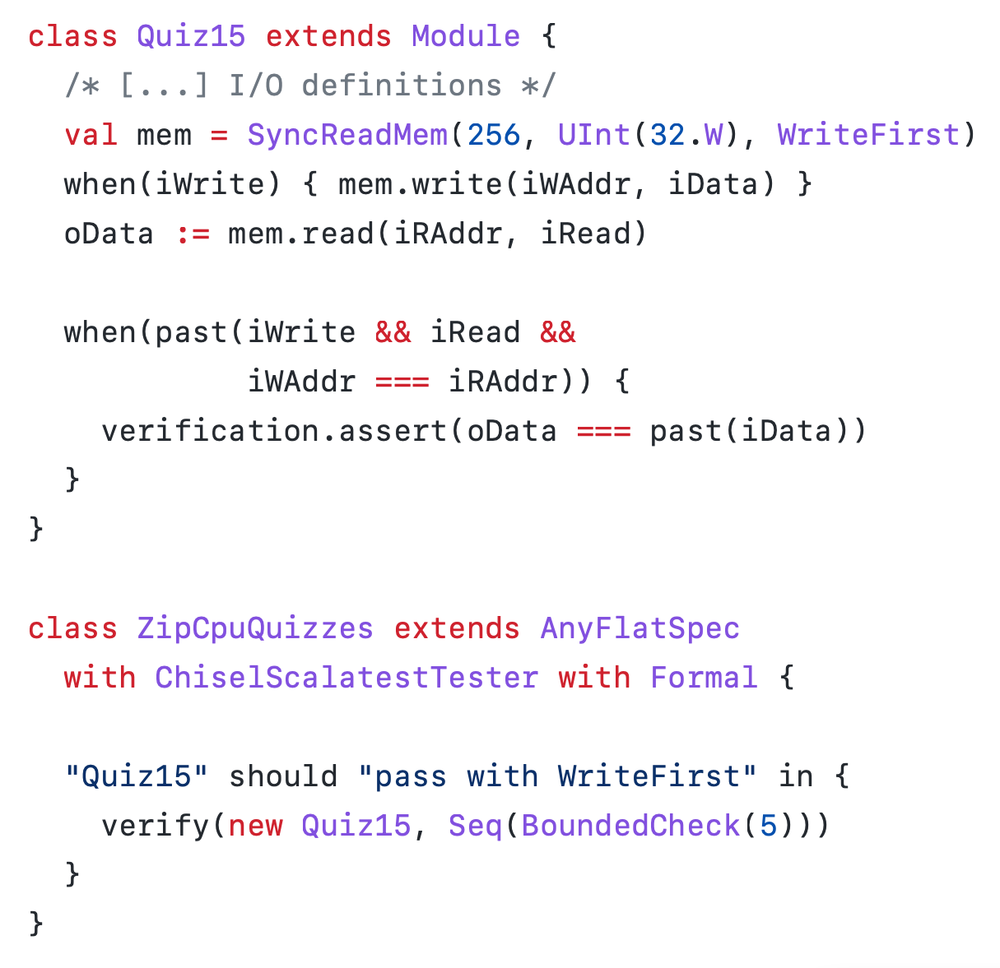 class Quiz15 extends Module {
  /* [...] I/O definitions */
  val mem = SyncReadMem(256, UInt(32.W), WriteFirst)
  when(iWrite) { mem.write(iWAddr, iData) }
  oData := mem.read(iRAddr, iRead)

  when(past(iWrite && iRead &&
            iWAddr === iRAddr)) {
    verification.assert(oData === past(iData))
  }
}

class ZipCpuQuizzes extends AnyFlatSpec
  with ChiselScalatestTester with Formal {

  "Quiz15" should "pass with WriteFirst" in {
    verify(new Quiz15, Seq(BoundedCheck(5)))
  }
}